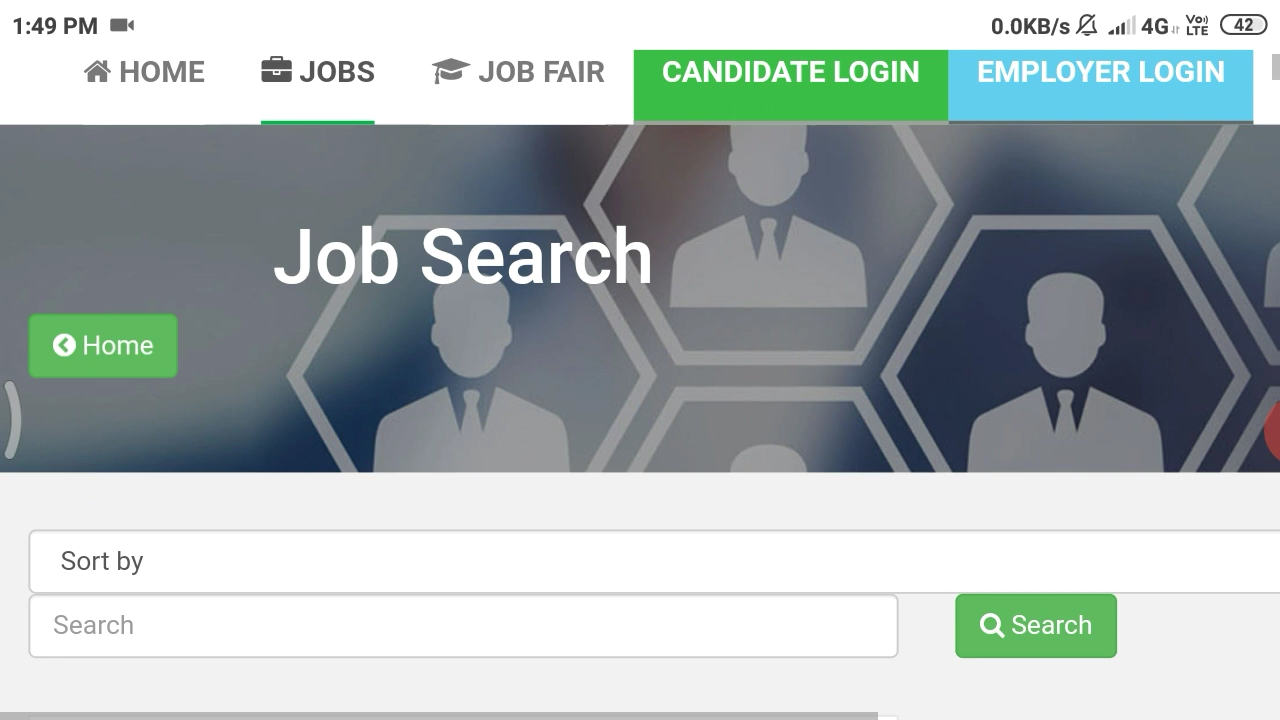 1:49 PM 0.0KB/s 4G Vo) LTE 42
HOME JOBS JOB FAIR CANDIDATE LOGIN EMPLOYER LOGIN
Job Search
Home
Sort by
Search Search